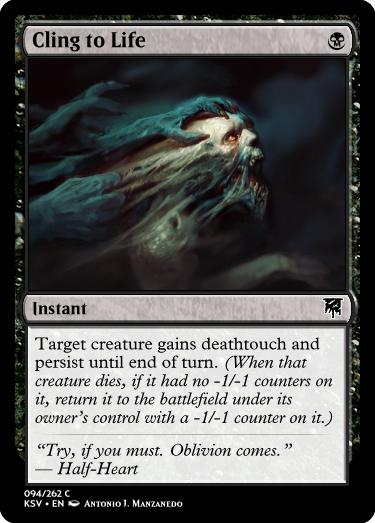 Cling to Life
Instant
Target creature gains deathtouch and
persist until end of turn. (When that
creature dies, if it had no -1/-1 counters on
it, return it to the battlefield under its
owner's control with a -1/-1 counter on it.)
“Try, if you must. Oblivion comes.”
— Half-Heart
094/262 C
KSV • EN Antonio J. Manzanedo